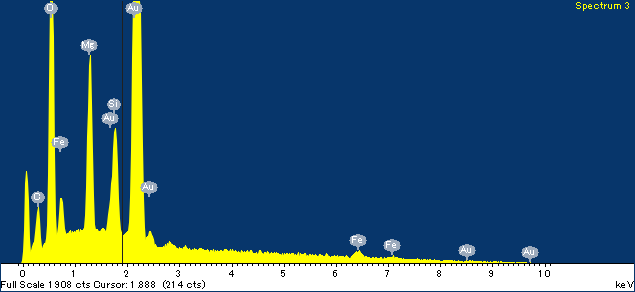 Spectrum 3
O Au
Mg
Si
Au
Fe
Au
C
Fe Fe Au Au
0 1 2 3 4 5 6 7 8 9 10
Full Scale 1908 cts Cursor: 1.888 (214 cts) keV